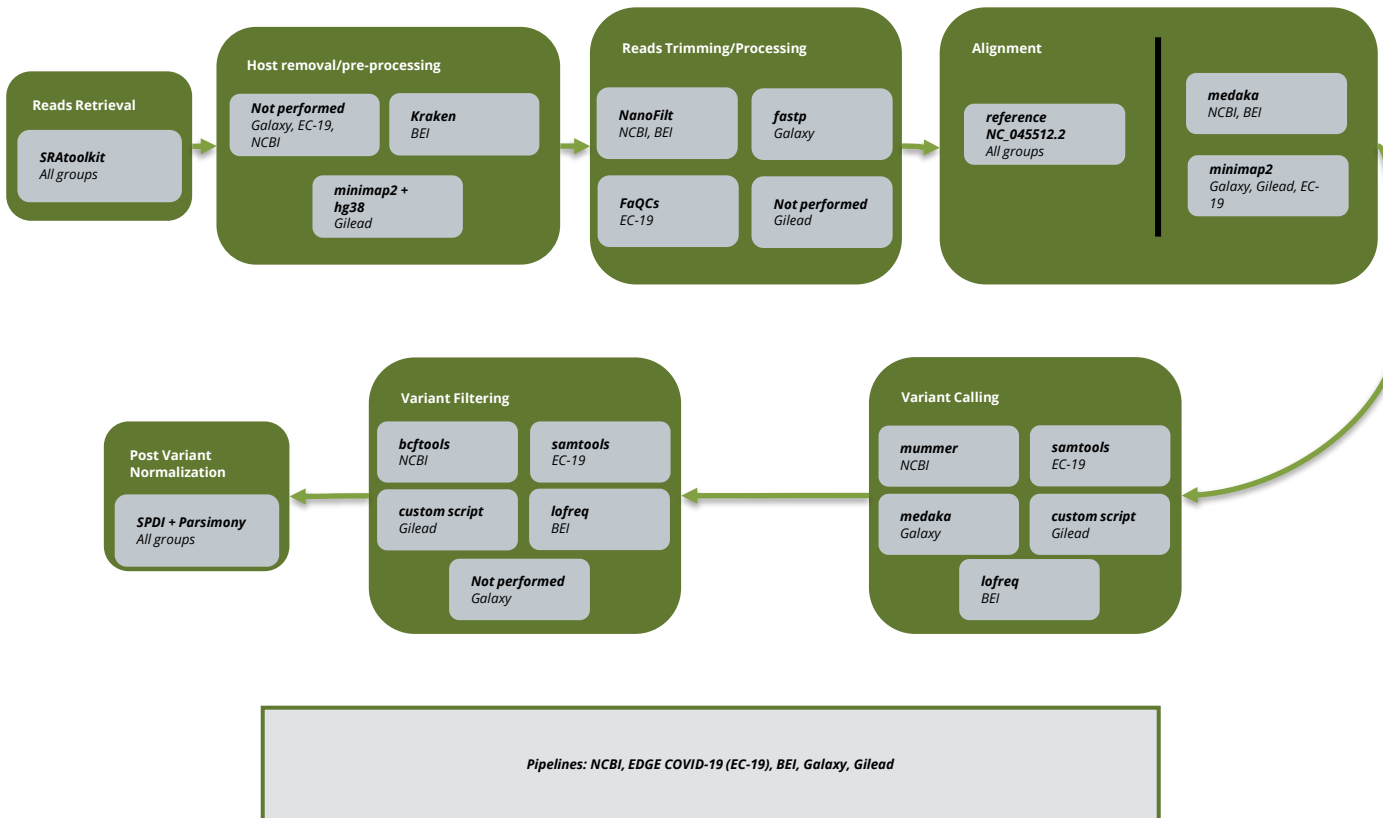 Reads Retrieval
SRAtoolkit
All groups
Host removal/pre-processing
Not performed
Galaxy, EC-19,
NCBI
Kraken
BEI
minimap2 +
hg38
Gilead
Reads Trimming/Processing
NanoFilt
NCBI, BEI
fastp
Galaxy
FaQCs
EC-19
Not performed
Gilead
Alignment
reference
NC_045512.2
All groups
medaka
NCBI, BEI
minimap2
Galaxy, Gilead, EC-
19
Variant Calling
mummer
NCBI
samtools
EC-19
medaka
Galaxy
custom script
Gilead
lofreq
BEI
Variant Filtering
bcftools
NCBI
samtools
EC-19
custom script
Gilead
lofreq
BEI
Not performed
Galaxy
Post Variant
Normalization
SPDI + Parsimony
All groups
Pipelines: NCBI, EDGE COVID-19 (EC-19), BEI, Galaxy, Gilead